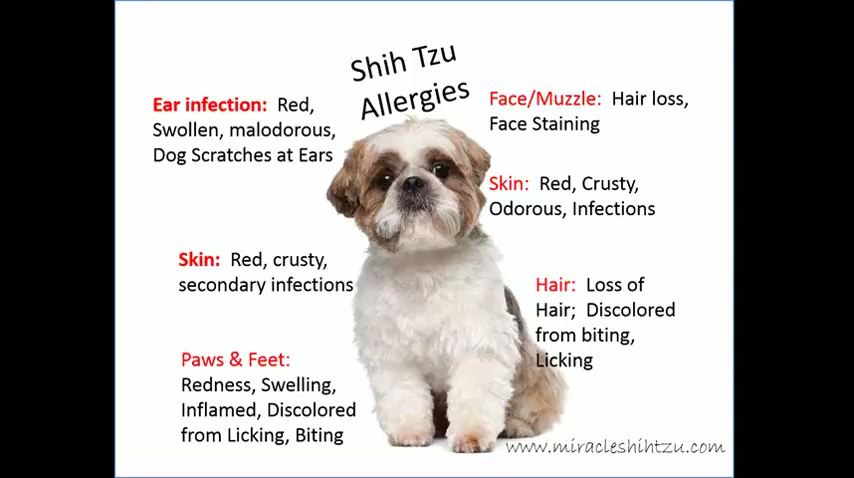 Shih Tzu
Allergies
Ear infection: Red,
Swollen, malodorous,
Dog Scratches at Ears
Face/Muzzle: Hair loss,
Face Staining
Skin: Red, Crusty,
Odorous, Infections
Skin: Red, crusty,
secondary infections
Hair: Loss of
Hair; Discolored
from biting,
Licking
Paws & Feet:
Redness, Swelling,
Inflamed, Discolored
from Licking, Biting
www.miracleshihtzu.com